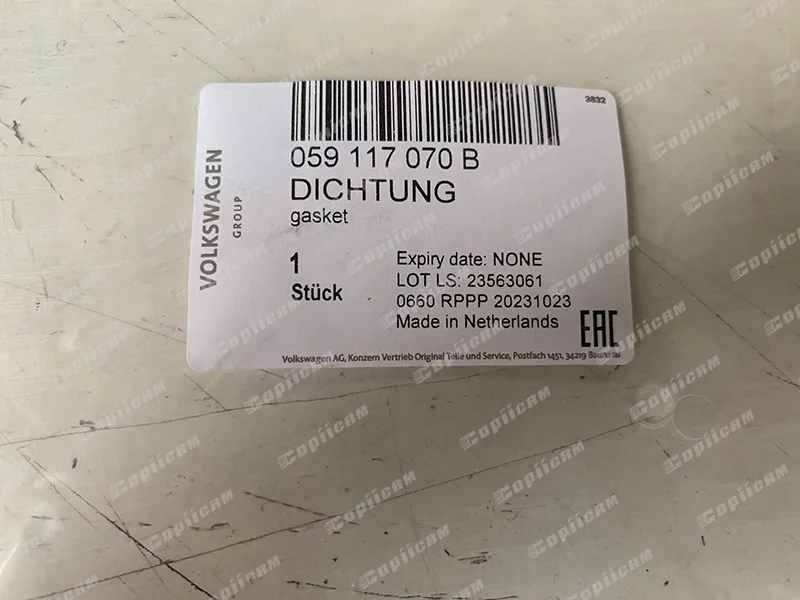 3832
059 117 070 B
DICHTUNG
gasket
VOLKSWAGEN
GROUP
1
Stück
Expiry date: NONE
LOT LS: 23563061
0660 RPPP 20231023
Made in Netherlands
EAC
Volkswagen AG, Konzern Vertrieb Original Teile und Service, Postfach 1451, 34219 Baunatal
Copiicam